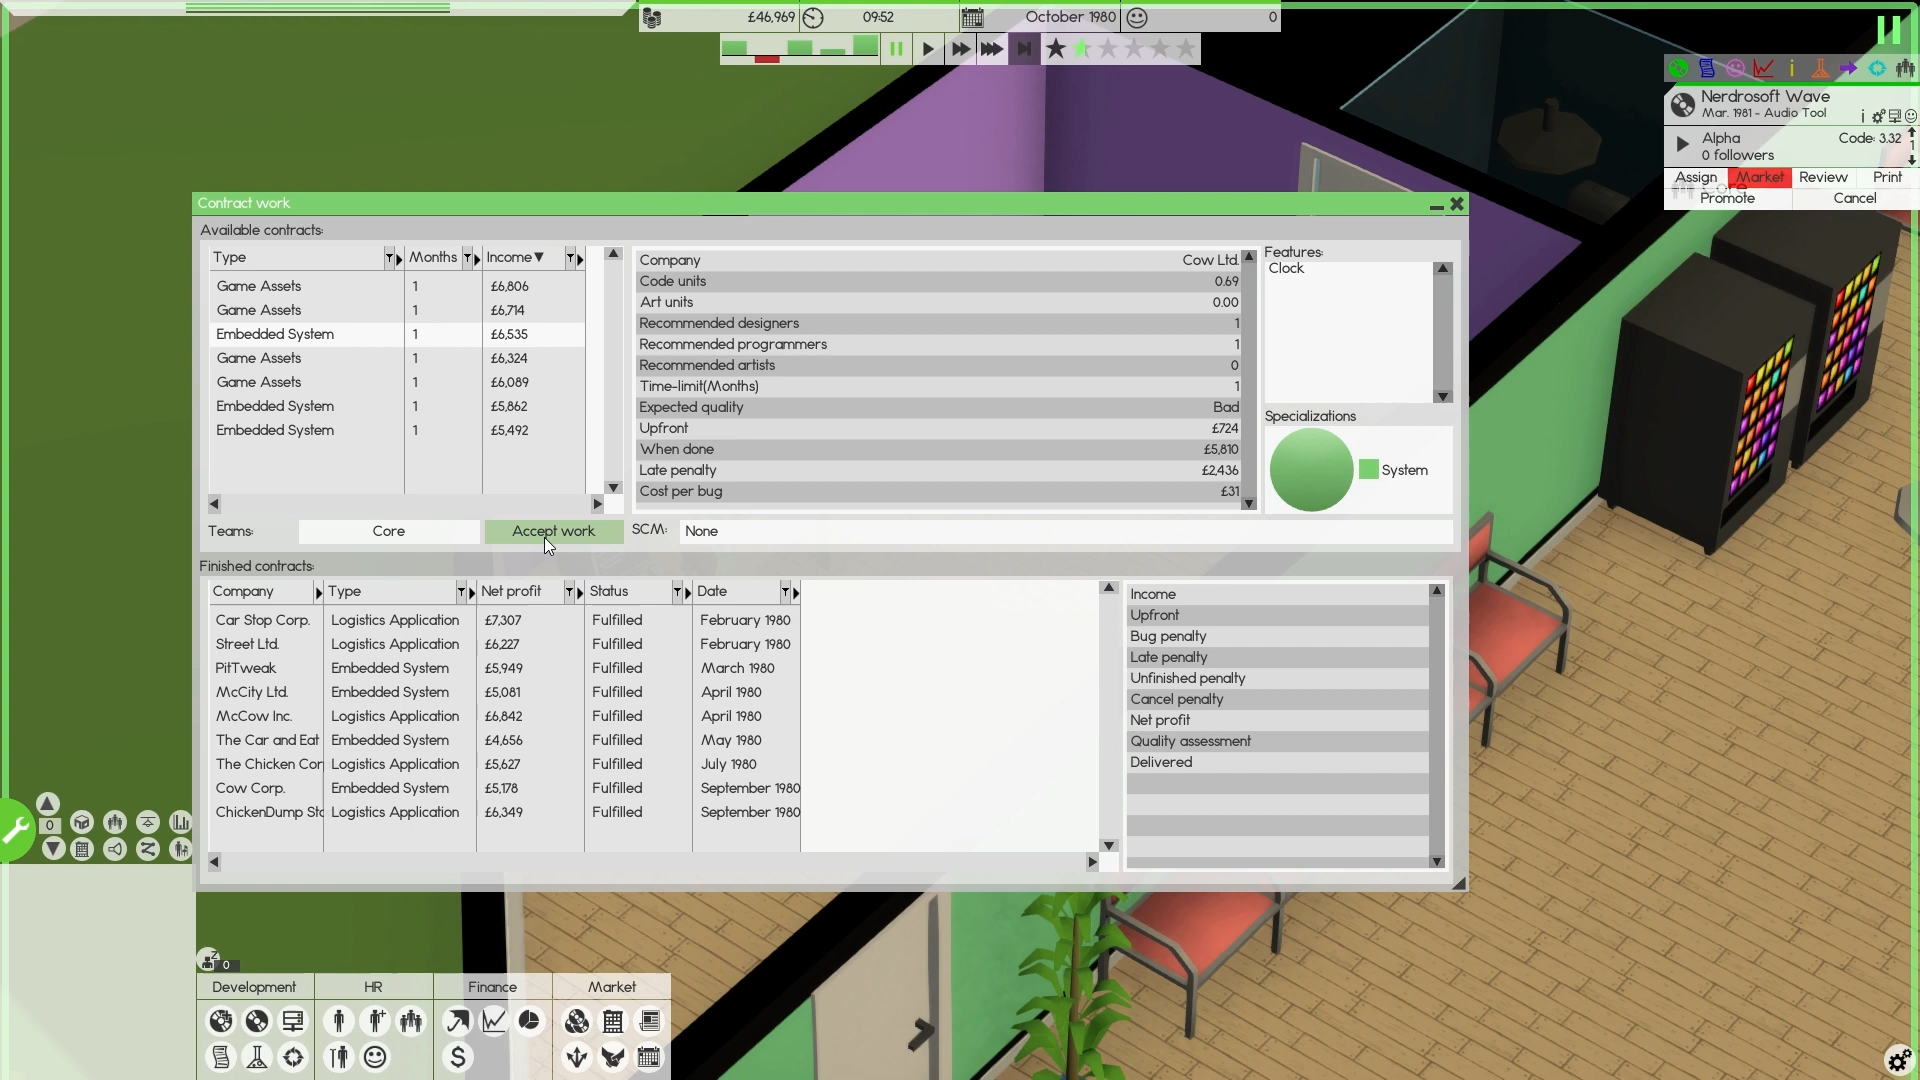 £46,969
09:52
October 1980
0
Nerdrosoft Wave
Mar. 1981 - Audio Tool
Alpha
Code: 3.32
1
0 followers
Assign
Market
Review
Print
Promote
Cancel
Contract work
Available contracts:
Type Months Income
Game Assets 1 £6,806
Game Assets 1 £6,714
Embedded System 1 £6,535
Game Assets 1 £6,324
Game Assets 1 £6,089
Embedded System 1 £5,862
Embedded System 1 £5,492
Company Cow Ltd.
Code units 0.69
Art units 0.00
Recommended designers 1
Recommended programmers 1
Recommended artists 0
Time-limit(Months) 1
Expected quality Bad
Upfront £724
When done £5,810
Late penalty £2,436
Cost per bug £31
Features:
Clock
Specializations
System
Teams: Core Accept work SCM: None
Finished contracts:
Company Type Net profit Status Date
Car Stop Corp. Logistics Application £7,307 Fulfilled February 1980
Street Ltd. Logistics Application £6,227 Fulfilled February 1980
PitTweak Embedded System £5,949 Fulfilled March 1980
McCity Ltd. Embedded System £5,081 Fulfilled April 1980
McCow Inc. Logistics Application £6,842 Fulfilled April 1980
The Car and Eat Embedded System £4,656 Fulfilled May 1980
The Chicken Cor Logistics Application £5,627 Fulfilled July 1980
Cow Corp. Embedded System £5,178 Fulfilled September 1980
ChickenDump Sto Logistics Application £6,349 Fulfilled September 1980
Income
Upfront
Bug penalty
Late penalty
Unfinished penalty
Cancel penalty
Net profit
Quality assessment
Delivered
0
0
Development HR Finance Market